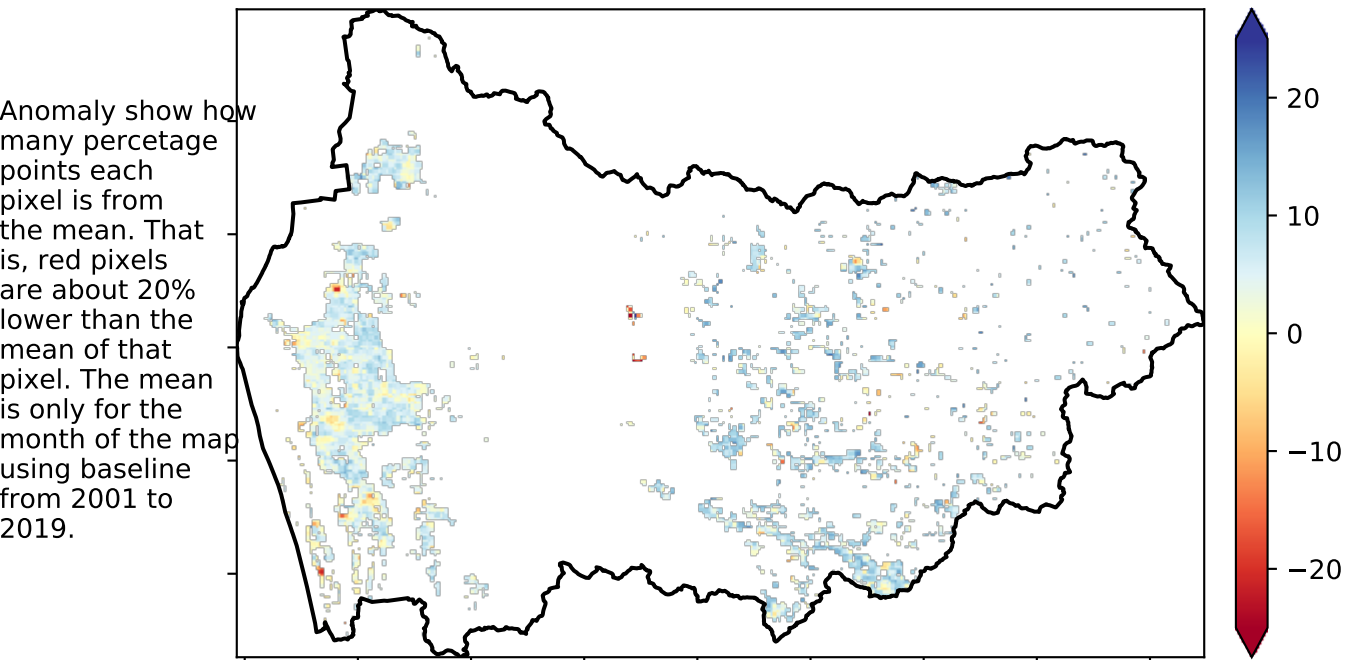 Anomaly show how
many percetage
points each
pixel is from
the mean. That
is, red pixels
are about 20%
lower than the
mean of that
pixel. The mean
is only for the
month of the map
using baseline
from 2001 to
2019.
20
10
0
−10
−20